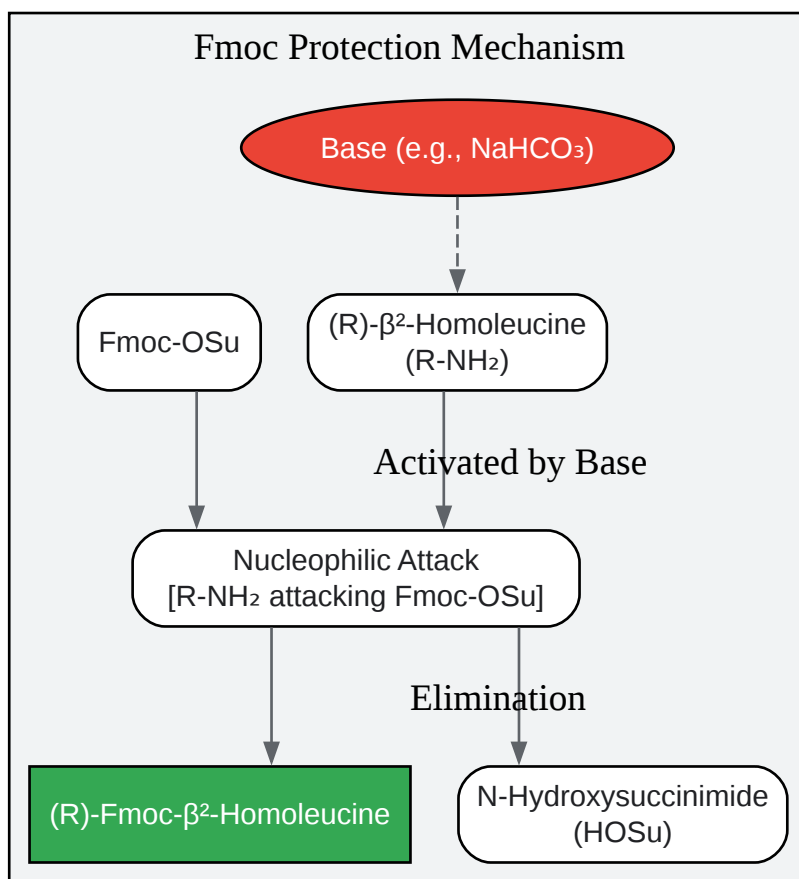 Fmoc Protection Mechanism
Base (e.g., NaHCO₃)
Fmoc-OSu
(R)-β²-Homoleucine
(R-NH₂)
Activated by Base
Nucleophilic Attack
[R-NH₂ attacking Fmoc-OSu]
Elimination
(R)-Fmoc-β²-Homoleucine
N-Hydroxysuccinimide
(HOSu)